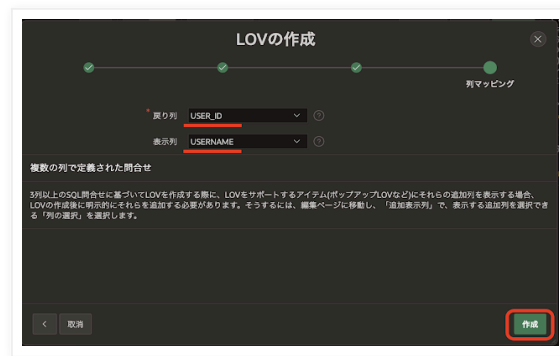 LOVの作成
列マッピング
* 戻り列 USER_ID
表示列 USERNAME
複数の列で定義された問合せ
3列以上のSQL問合せに基づいてLOVを作成する際に、LOVをサポートするアイテム(ポップアップLOVなど)にそれらの追加列を表示する場合、
LOVの作成後に明示的にそれらを追加する必要があります。そうするには、編集ページに移動し、「追加表示列」で、表示する追加列を選択でき
る「列の選択」を選択します。
取消 作成